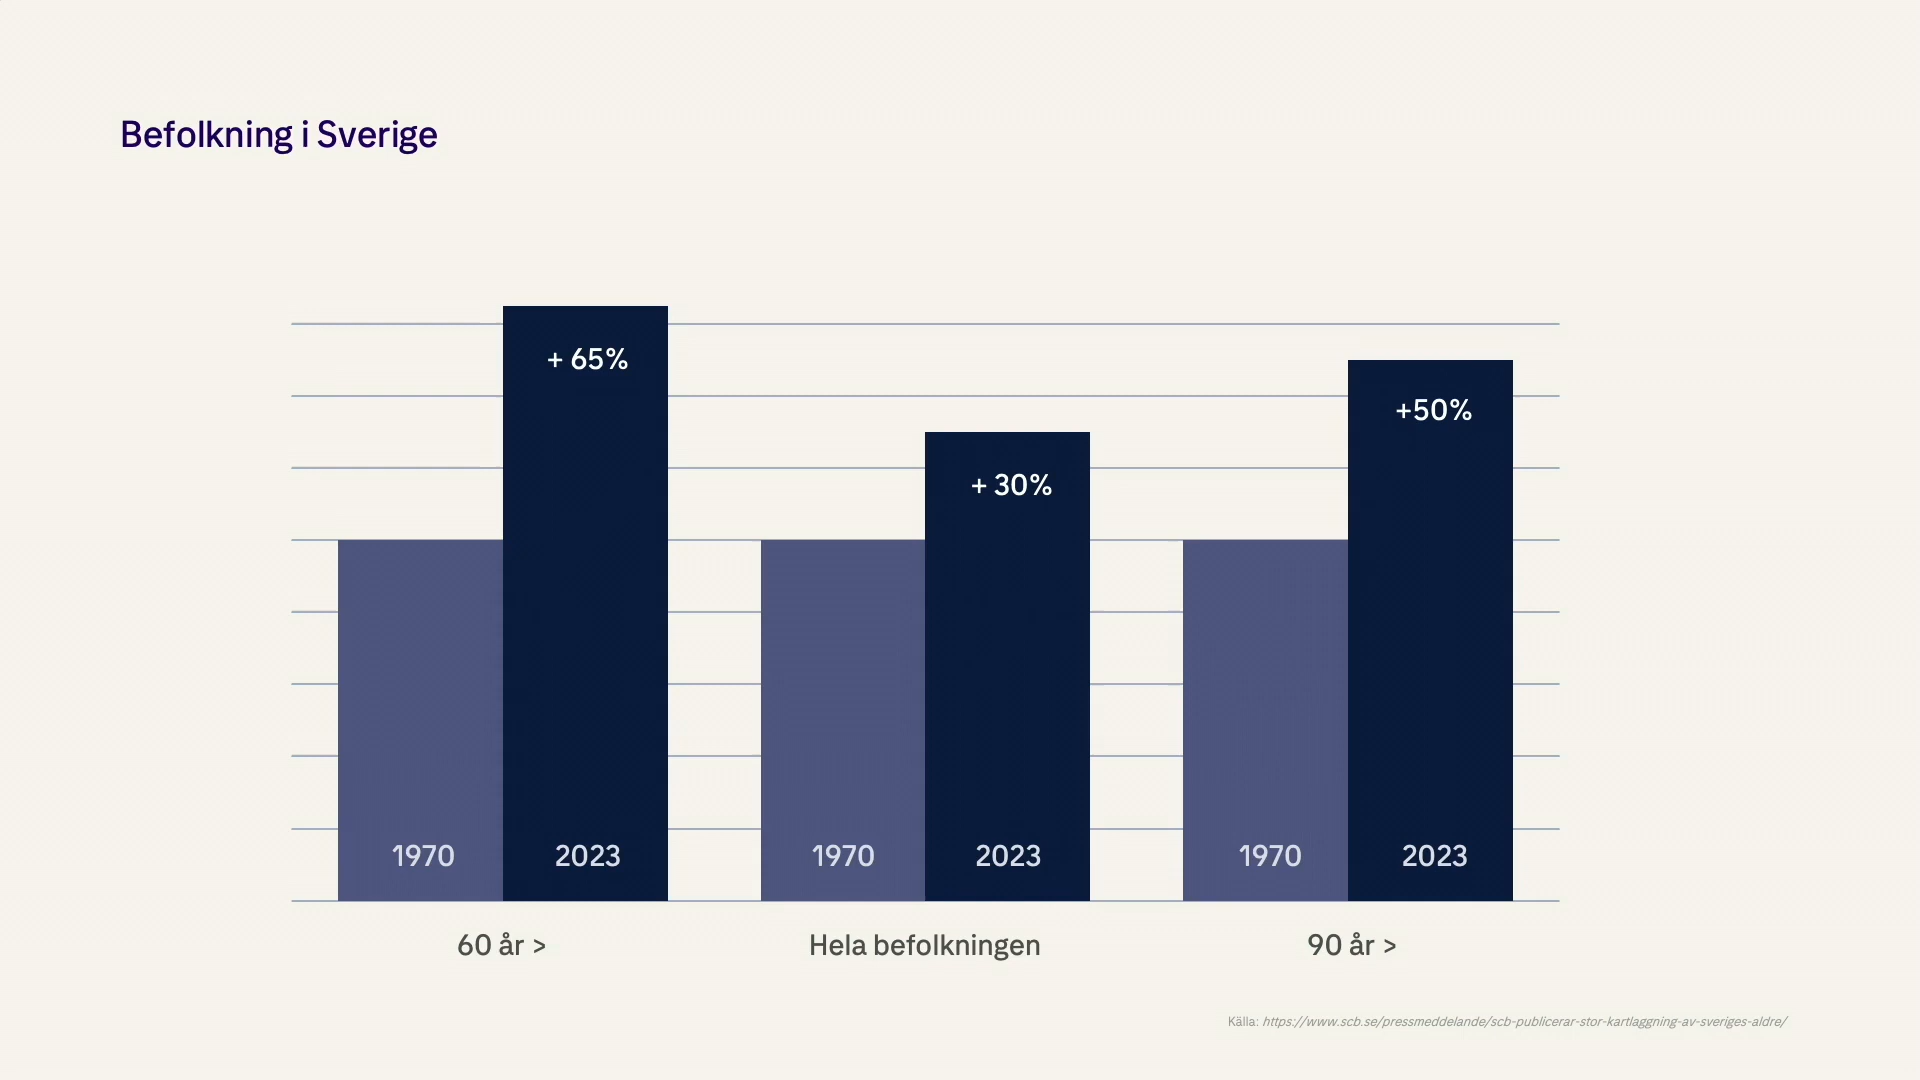 Befolkning i Sverige
+ 65%
+50%
+ 30%
1970
2023
1970
2023
1970
2023
60 år >
Hela befolkningen
90 år >
Källa: https://www.scb.se/pressmeddelande/scb-publicerar-stor-kartlaggning-av-sveriges-aldre/